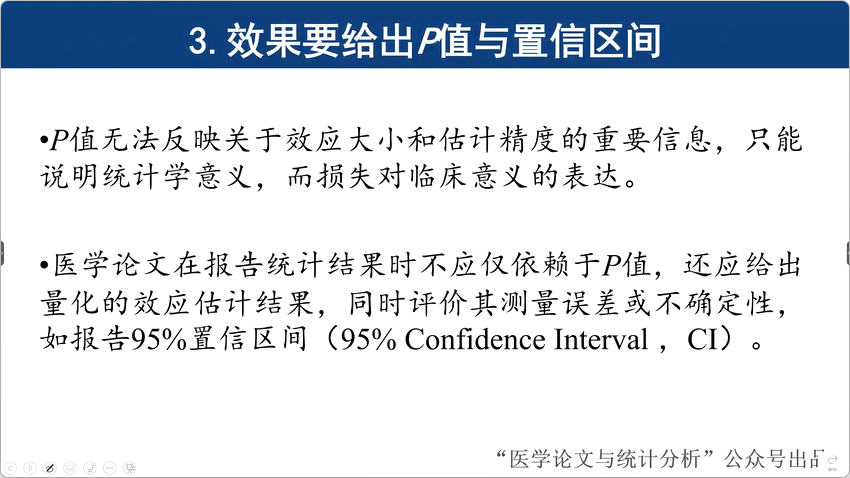 3.效果要给出P值与置信区间
•P值无法反映关于效应大小和估计精度的重要信息，只能
说明统计学意义，而损失对临床意义的表达。
•医学论文在报告统计结果时不应仅依赖于P值，还应给出
量化的效应估计结果，同时评价其测量误差或不确定性，
如报告95%置信区间（95% Confidence Interval ，CI）。
“医学论文与统计分析”公众号出品